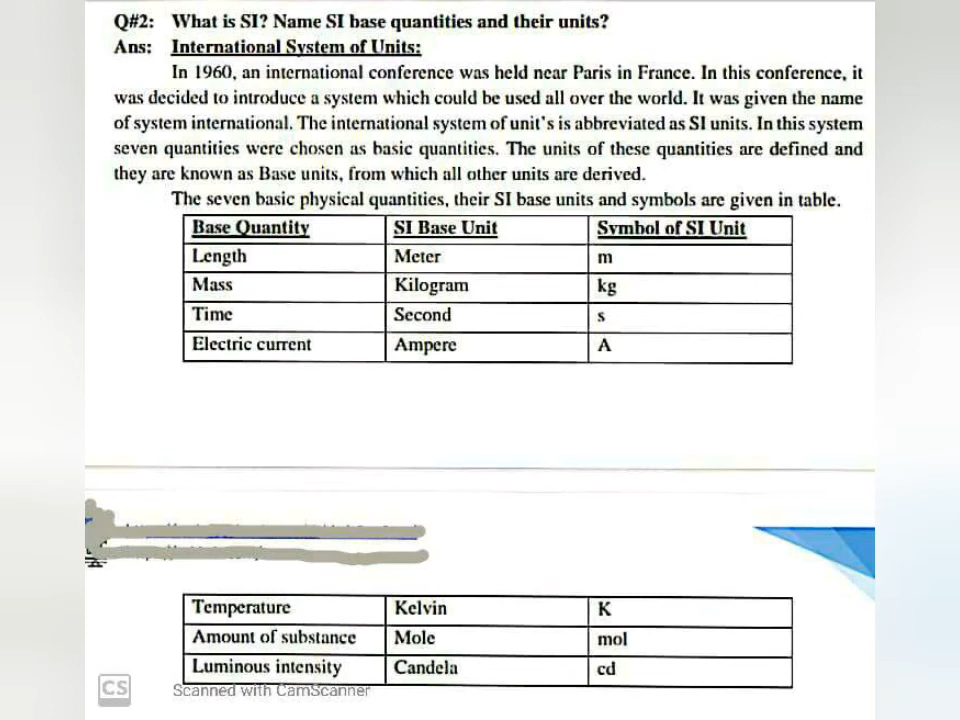 Q#2: What is SI? Name SI base quantities and their units?
Ans: International System of Units:
In 1960, an international conference was held near Paris in France. In this conference, it
was decided to introduce a system which could be used all over the world. It was given the name
of system international. The international system of unit's is abbreviated as SI units. In this system
seven quantities were chosen as basic quantities. The units of these quantities are defined and
they are known as Base units, from which all other units are derived.
The seven basic physical quantities, their SI base units and symbols are given in table.
Base Quantity SI Base Unit Symbol of SI Unit
Length Meter m
Mass Kilogram kg
Time Second s
Electric current Ampere A
Temperature Kelvin K
Amount of substance Mole mol
Luminous intensity Candela cd
CS Scanned with CamScanner